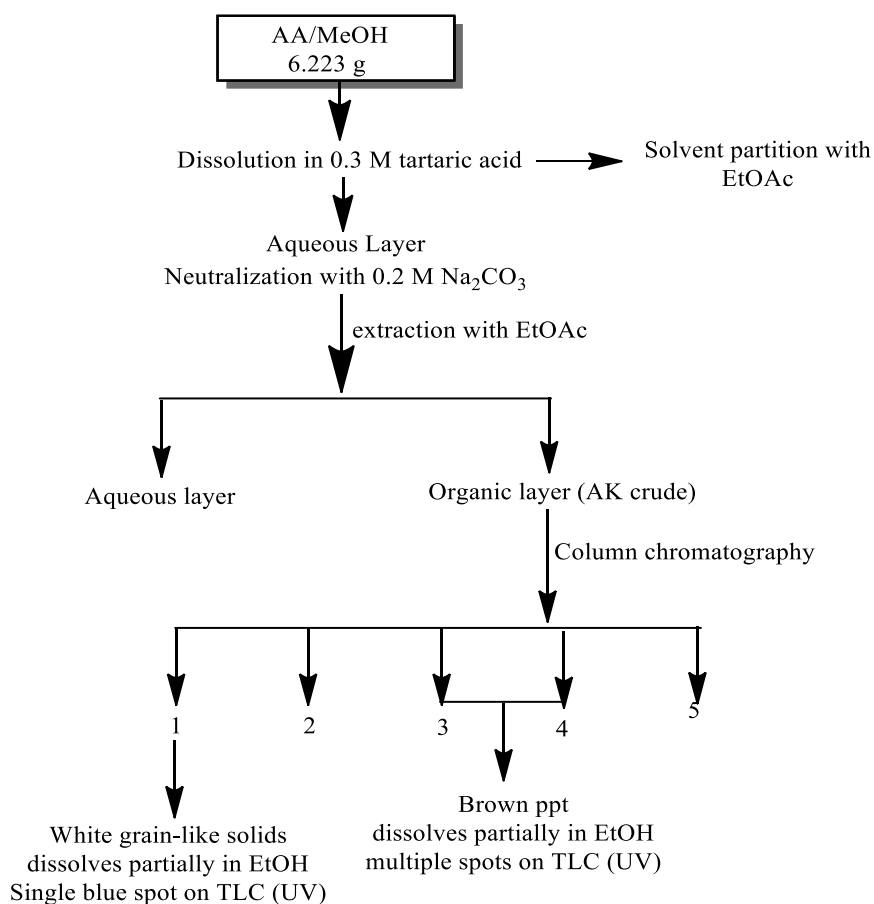 AA/MeOH
6.223 g
Dissolution in 0.3 M tartaric acid
Solvent partition with
EtOAc
Aqueous Layer
Neutralization with 0.2 M Na₂CO₃
extraction with EtOAc
Aqueous layer
Organic layer (AK crude)
Column chromatography
1
2
3
4
5
White grain-like solids
dissolves partially in EtOH
Single blue spot on TLC (UV)
Brown ppt
dissolves partially in EtOH
multiple spots on TLC (UV)